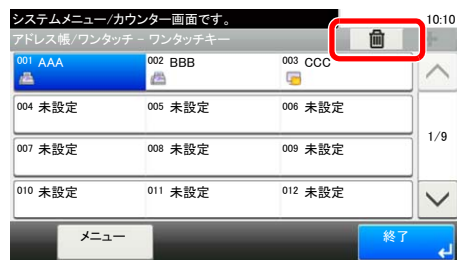 システムメニュー/カウンター画面です。
10:10
アドレス帳/ワンタッチ - ワンタッチキー
001 AAA 002 BBB 003 CCC
004 未設定 005 未設定 006 未設定
007 未設定 008 未設定 009 未設定
1/9
010 未設定 011 未設定 012 未設定
メニュー 終了